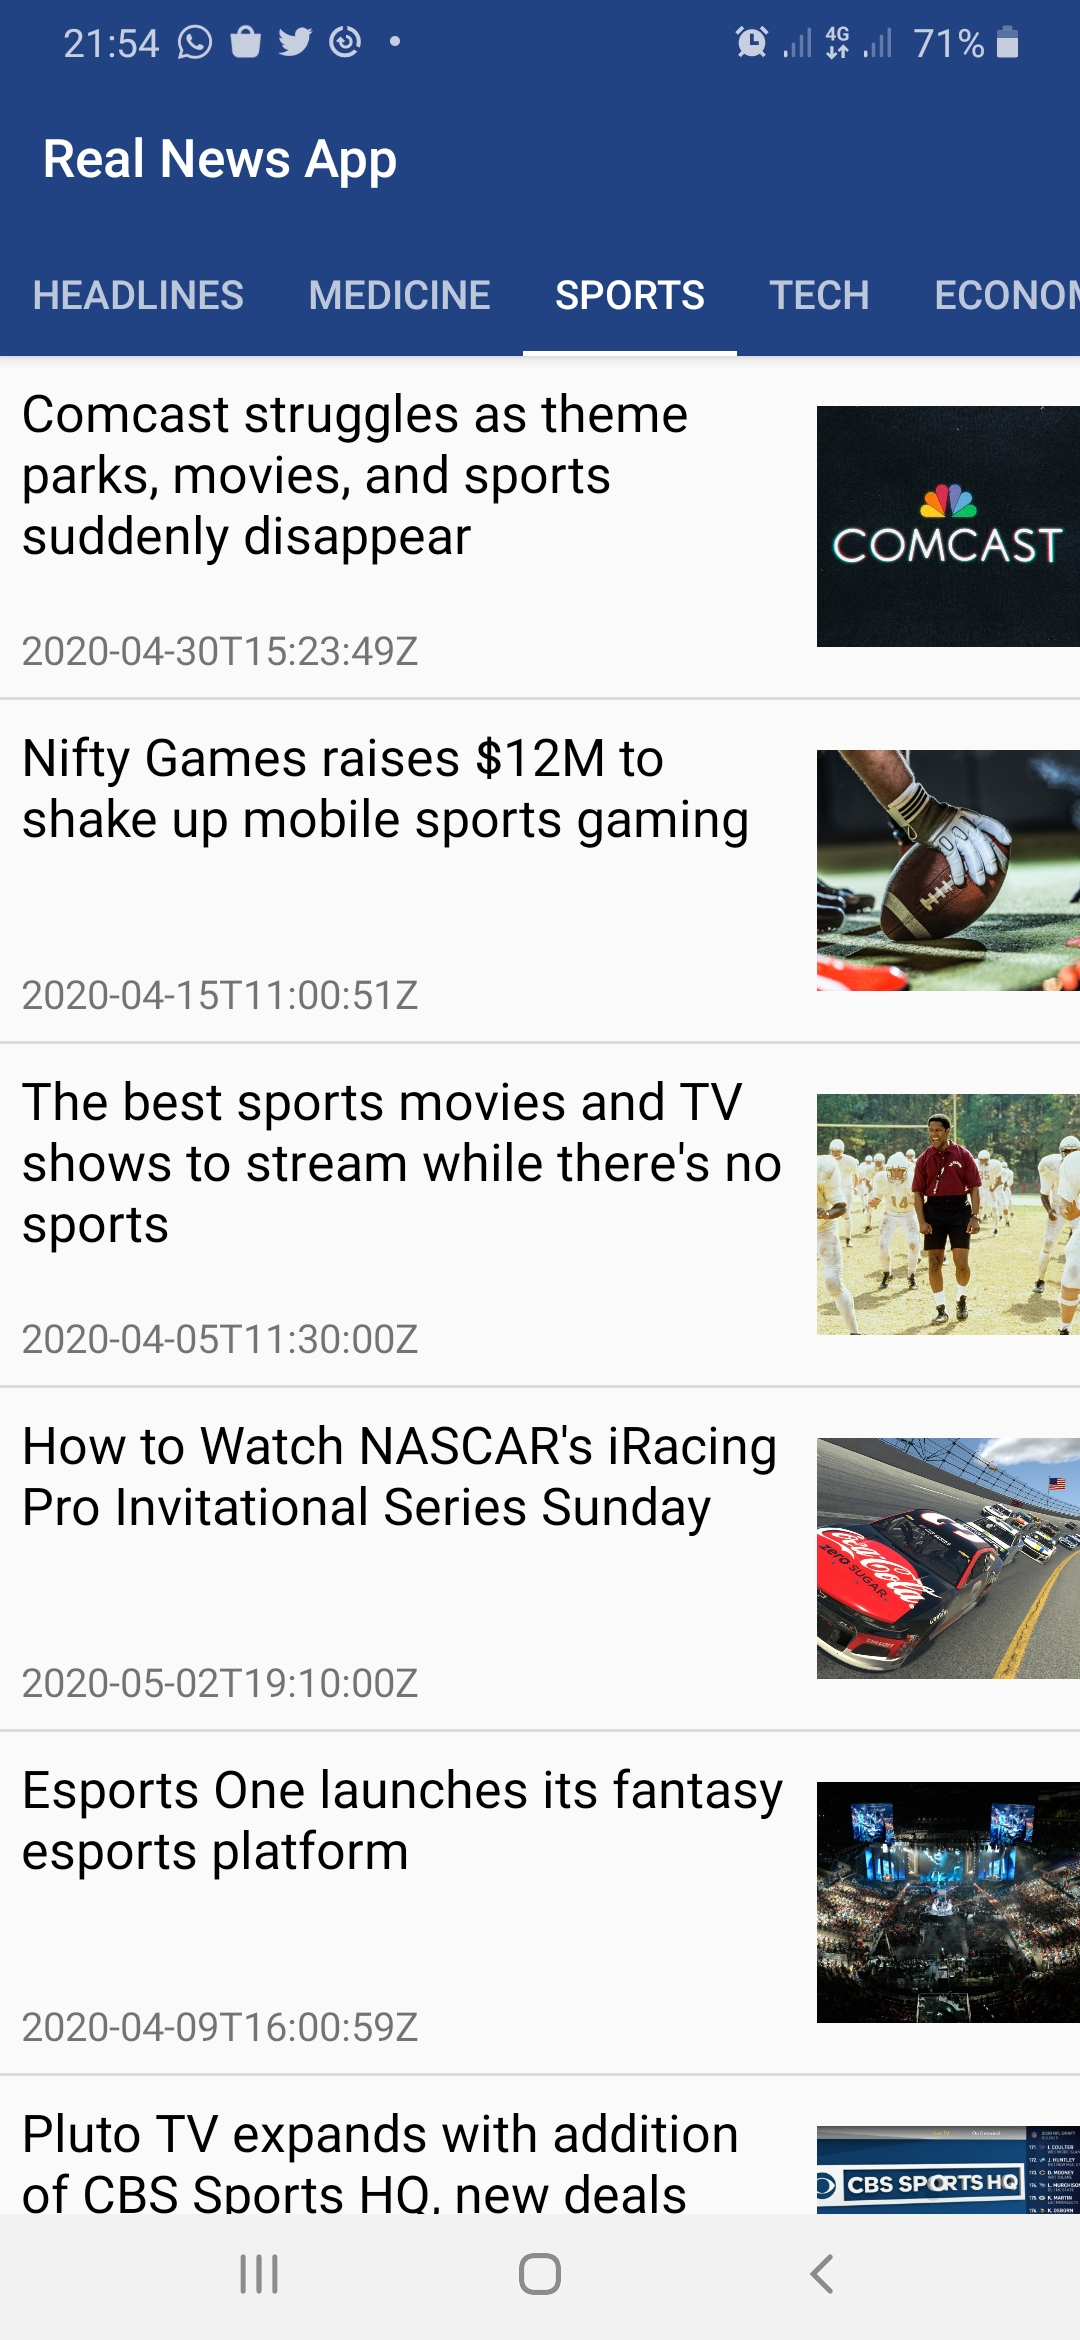 21:54
4G
71%
Real News App
HEADLINES MEDICINE SPORTS TECH ECONOM
Comcast struggles as theme
parks, movies, and sports
suddenly disappear
COMCAST
2020-04-30T15:23:49Z
Nifty Games raises $12M to
shake up mobile sports gaming
2020-04-15T11:00:51Z
The best sports movies and TV
shows to stream while there's no
sports
14
2020-04-05T11:30:00Z
How to Watch NASCAR's iRacing
Pro Invitational Series Sunday
Coca-Cola
zero SUGAR.
2020-05-02T19:10:00Z
Esports One launches its fantasy
esports platform
2020-04-09T16:00:59Z
Pluto TV expands with addition
of CBS Sports HQ, new deals
CBS SPORTS HQ